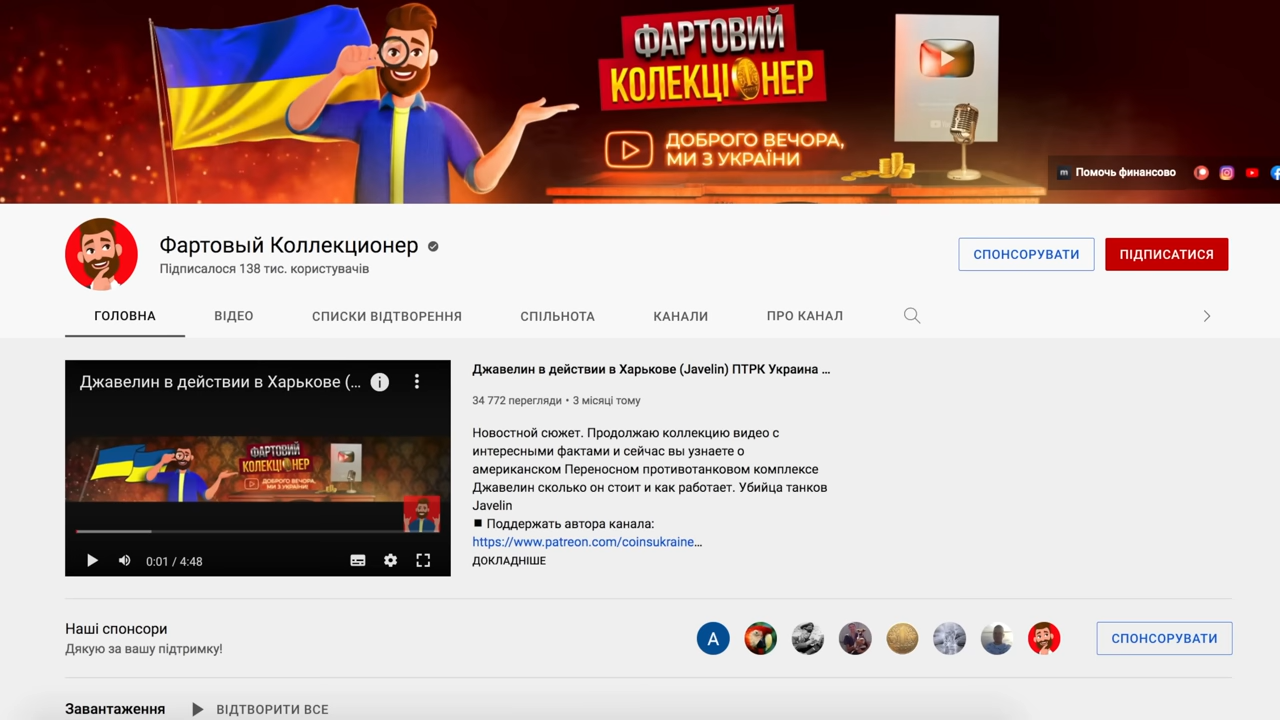 ФАРТОВИЙ
КОЛЕКЦІОНЕР
ДОБРОГО ВЕЧОРА,
МИ З УКРАЇНИ
Помочь финансово
Фартовый Коллекционер
Підписалося 138 тис. користувачів
СПОНСОРУВАТИ
ПІДПИСАТИСЯ
ГОЛОВНА
ВІДЕО
СПИСКИ ВІДТВОРЕННЯ
СПІЛЬНОТА
КАНАЛИ
ПРО КАНАЛ
Джавелин в действии в Харькове (...
ФАРТОВИЙ
КОЛЕКЦІОНЕР
ДОБРОГО ВЕЧОРА,
МИ З УКРАЇНИ
0:01 / 4:48
Джавелин в действии в Харькове (Javelin) ПТРК Украина ...
34 772 перегляди • 3 місяці тому
Новостной сюжет. Продолжаю коллекцию видео с
интересными фактами и сейчас вы узнаете о
американском Переносном противотанковом комплексе
Джавелин сколько он стоит и как работает. Убийца танков
Javelin
◾ Поддержать автора канала:
https://www.patreon.com/coinsukraine...
ДОКЛАДНІШЕ
Наші спонсори
Дякую за вашу підтримку!
A
СПОНСОРУВАТИ
Завантаження
ВІДТВОРИТИ ВСЕ